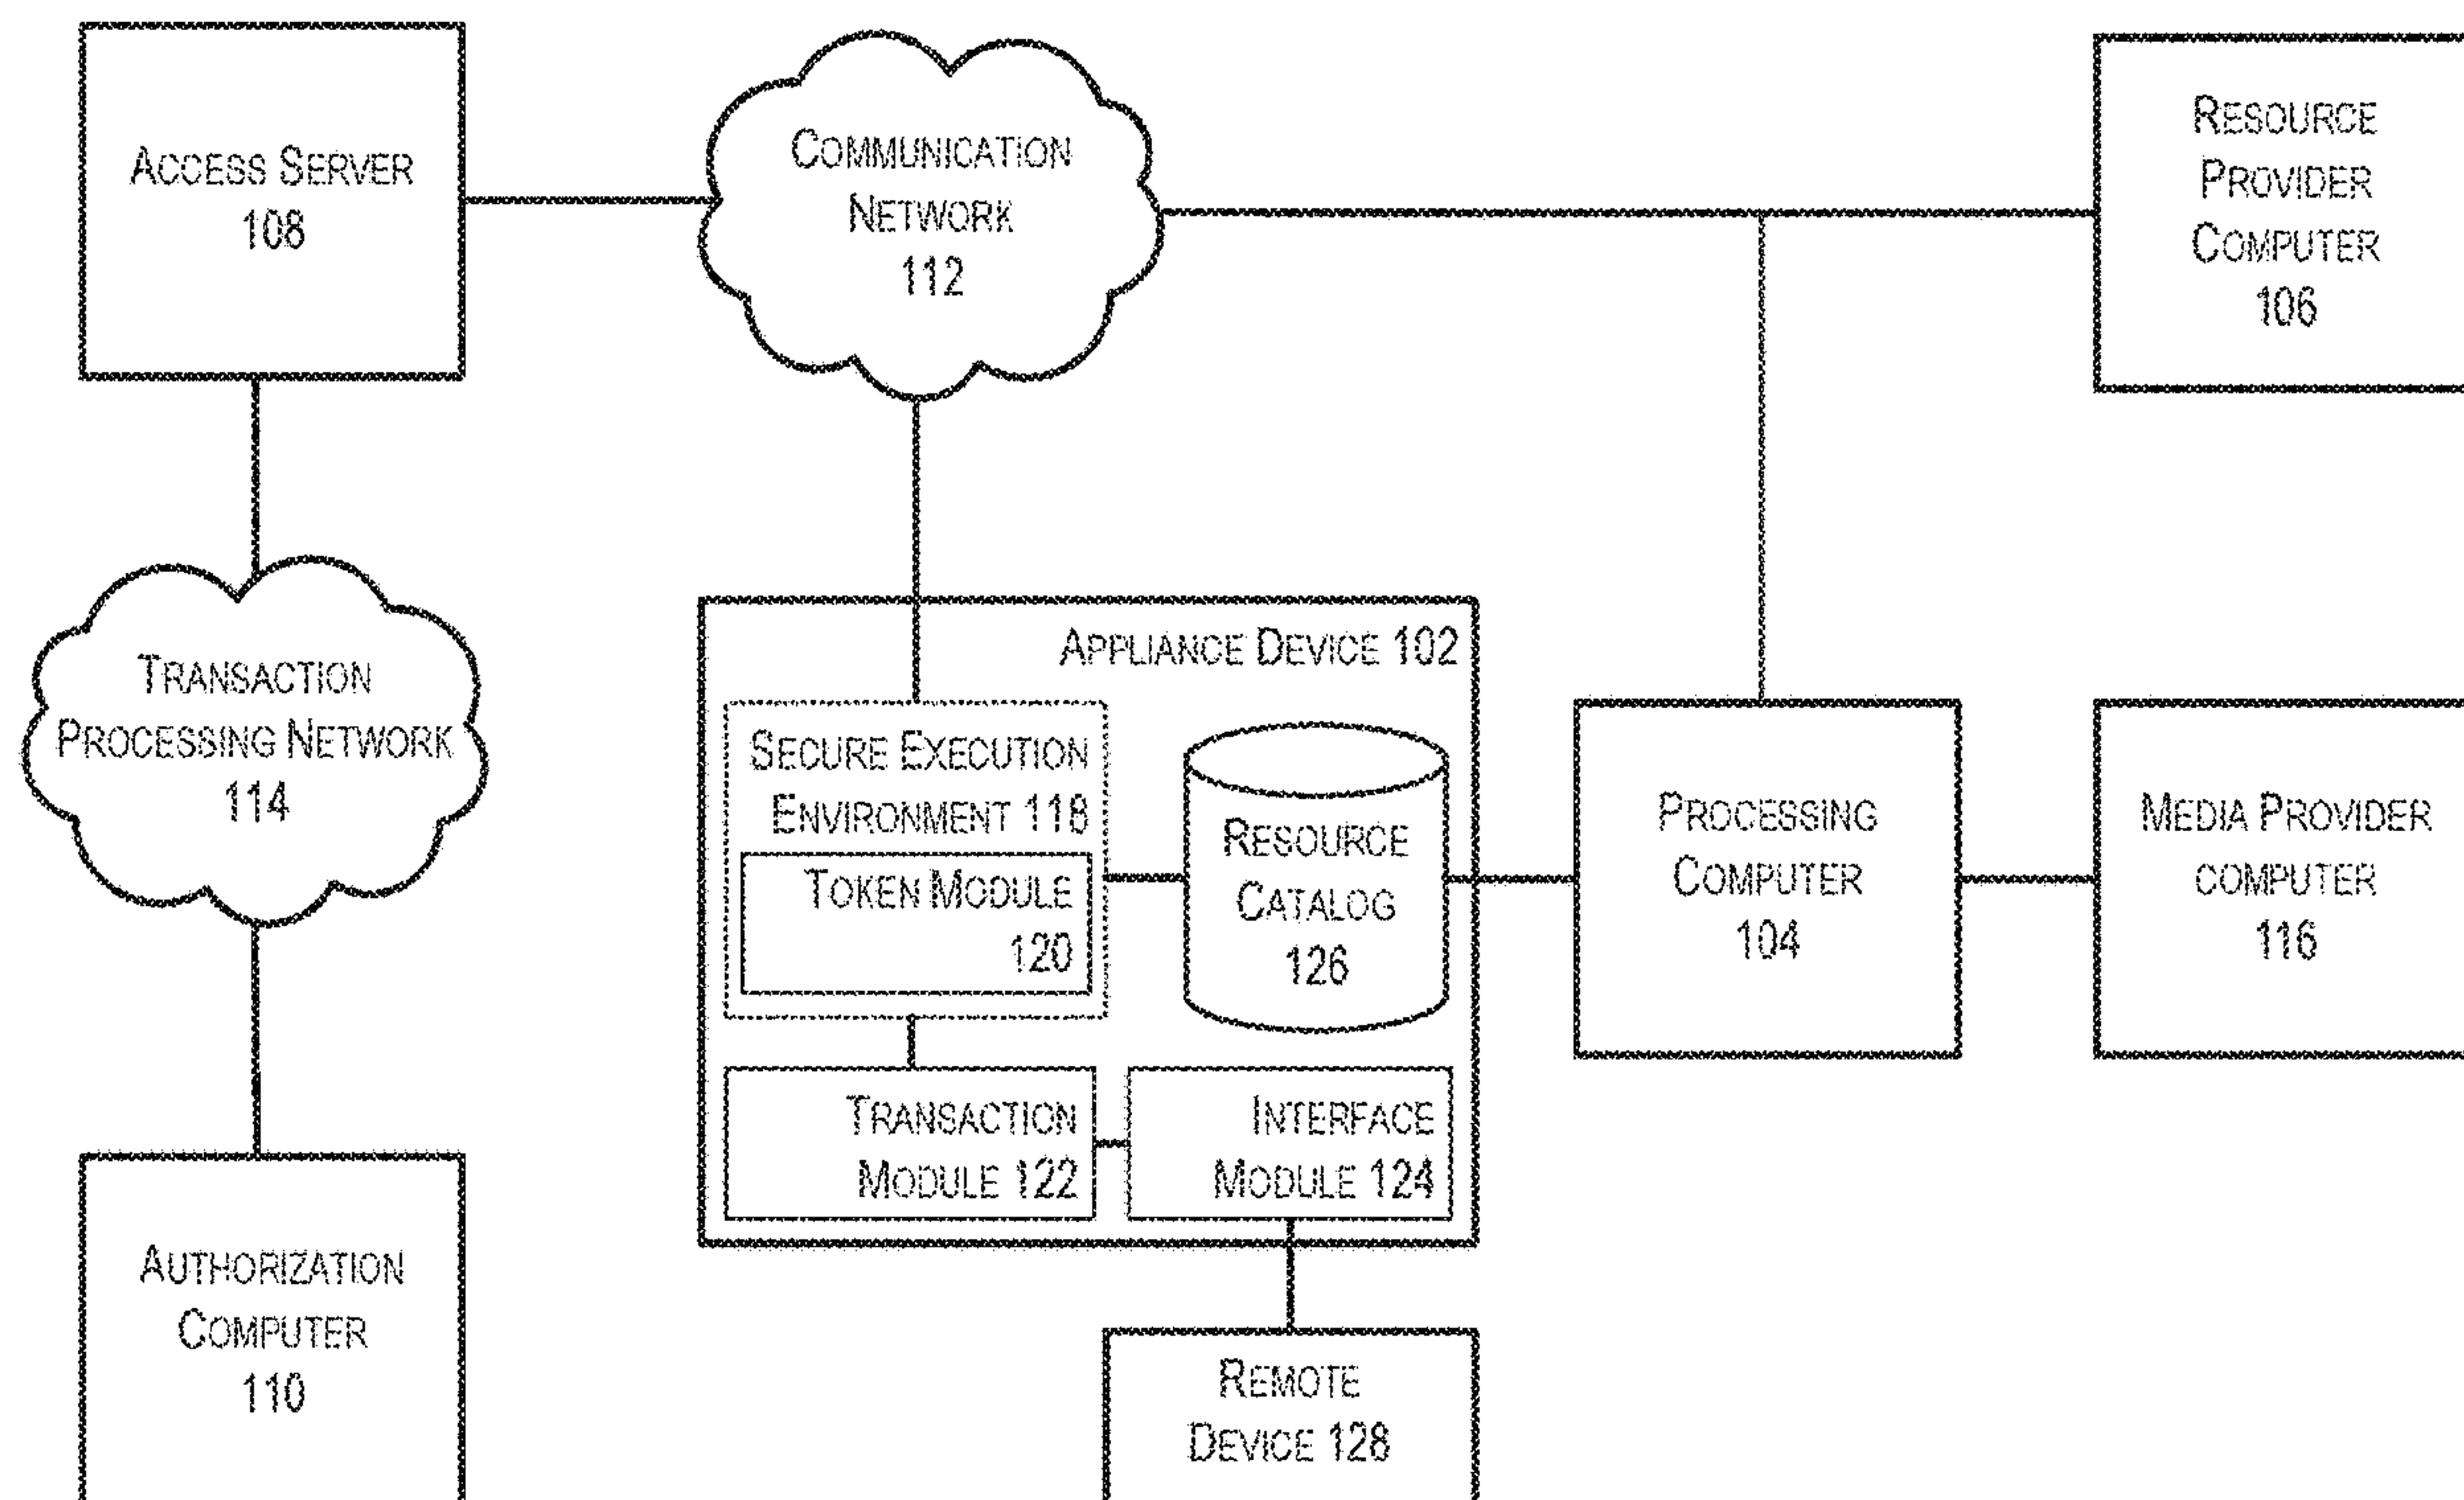 ACCESS SERVER
108
COMMUNICATION
NETWORK
112
RESOURCE
PROVIDER
COMPUTER
106
TRANSACTION
PROCESSING NETWORK
114
APPLIANCE DEVICE 102
SECURE EXECUTION
ENVIRONMENT 118
TOKEN MODULE
120
RESOURCE
CATALOG
126
PROCESSING
COMPUTER
104
MEDIA PROVIDER
COMPUTER
116
TRANSACTION
MODULE 122
INTERFACE
MODULE 124
AUTHORIZATION
COMPUTER
110
REMOTE
DEVICE 128